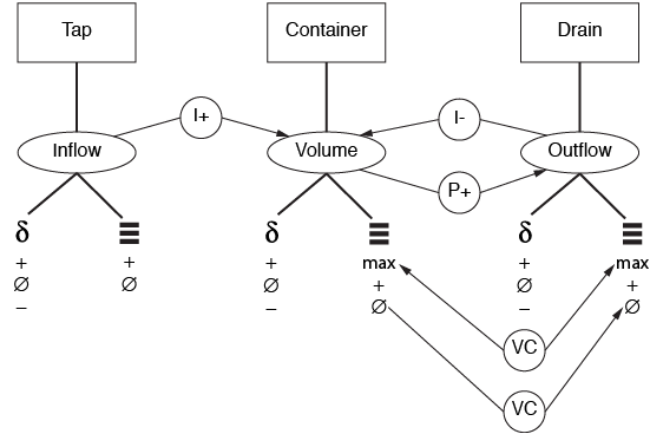 Tap Container Drain
I+ I-
Inflow Volume Outflow
P+
δ δ δ
+ + + max + max
∅ ∅ ∅ + ∅ +
– – ∅ – ∅
VC
VC